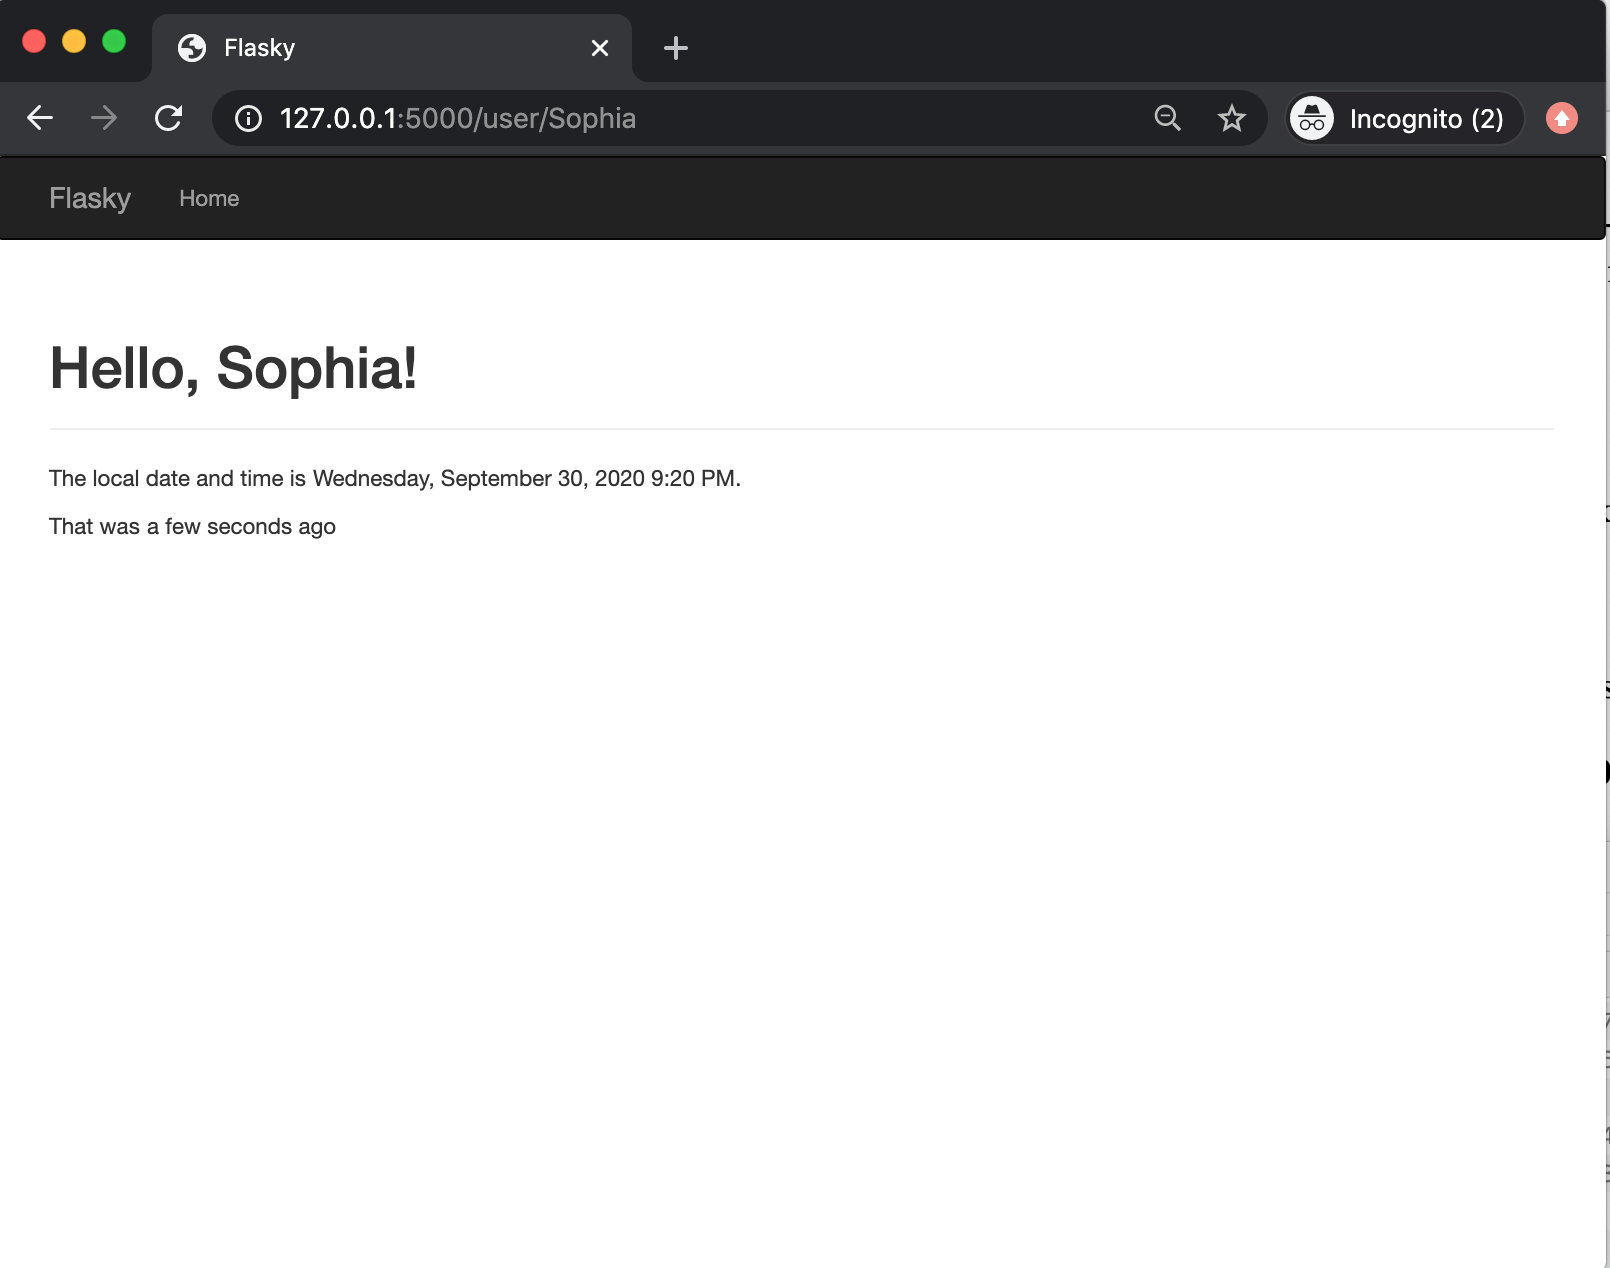 Flasky
127.0.0.1:5000/user/Sophia
Incognito (2)
Flasky Home
Hello, Sophia!
The local date and time is Wednesday, September 30, 2020 9:20 PM.
That was a few seconds ago